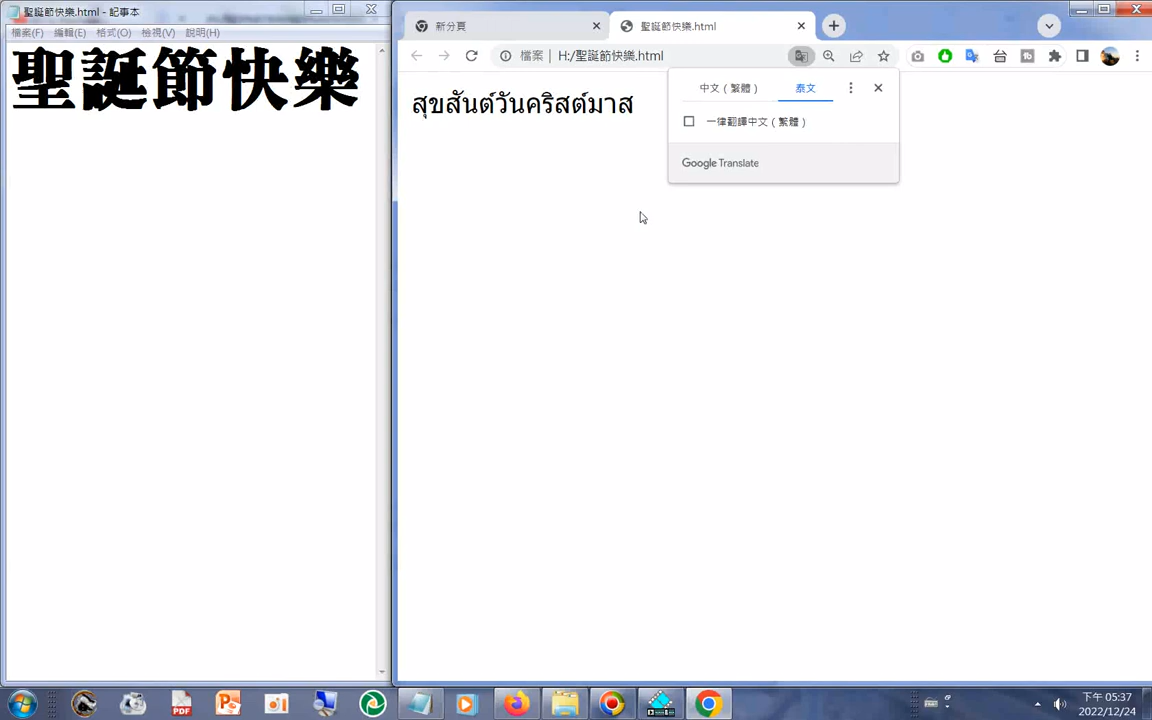 聖誕節快樂.html - 記事本
檔案(F) 編輯(E) 格式(O) 檢視(V) 說明(H)
聖誕節快樂
新分頁
聖誕節快樂.html
檔案 H:/聖誕節快樂.html
สุขสันต์วันคริสต์มาส
中文（繁體）
泰文
一律翻譯中文（繁體）
Google Translate
下午 05:37
2022/12/24